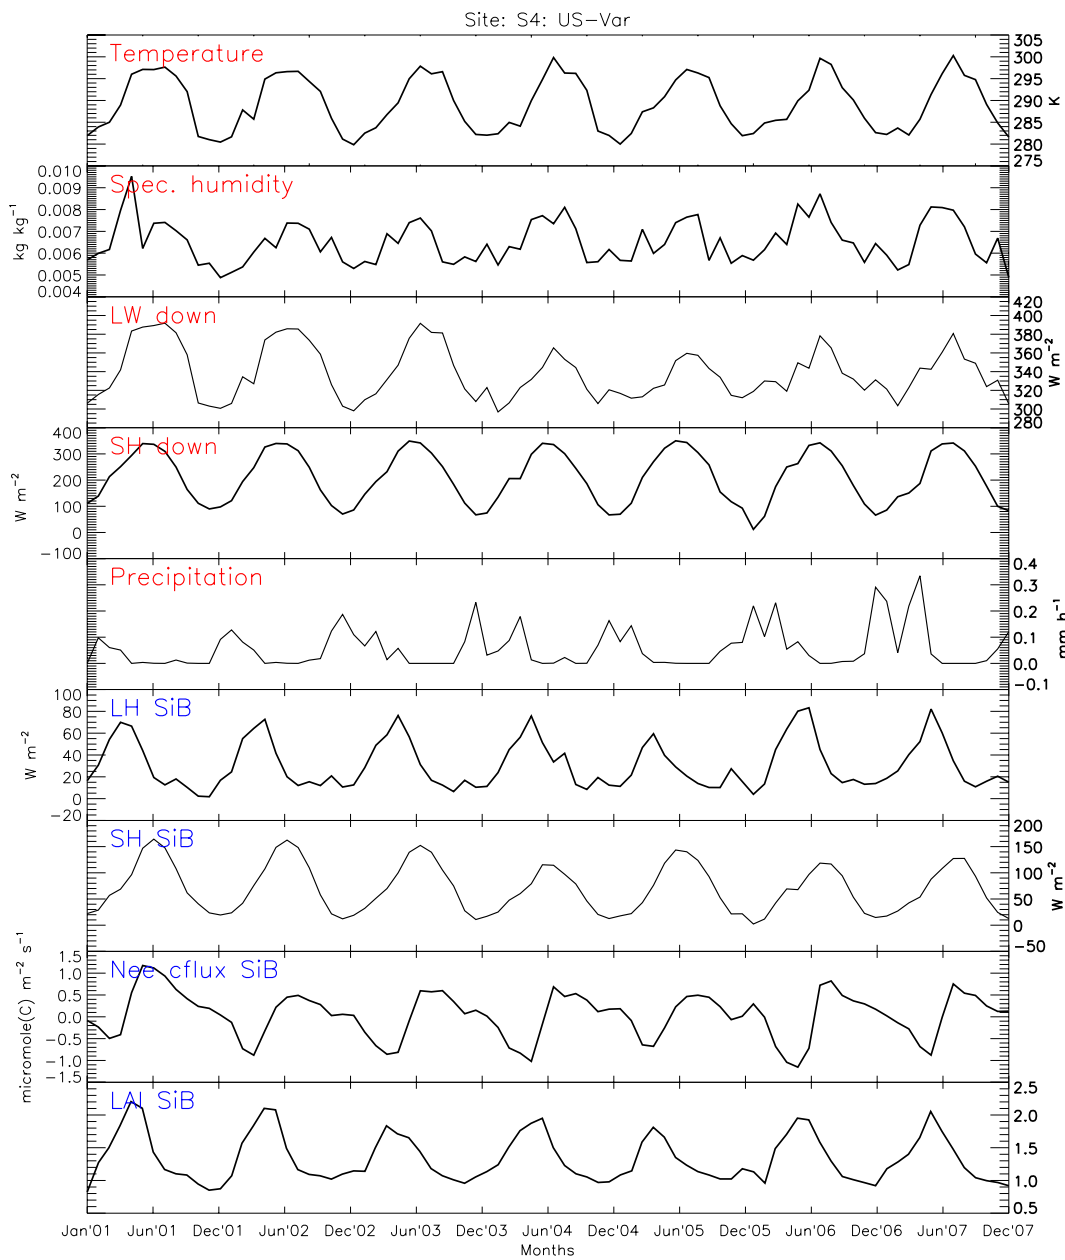 Site: S4: US-Var
Temperature
305
300
295
290
285
280
275
K
Spec. humidity
0.010
0.009
0.008
0.007
0.006
0.005
0.004
kg kg⁻¹
LW down
420
400
380
360
340
320
300
280
W m⁻²
SH down
400
300
200
100
0
-100
W m⁻²
Precipitation
0.4
0.3
0.2
0.1
0.0
-0.1
mm h⁻¹
LH SiB
100
80
60
40
20
0
-20
W m⁻²
SH SiB
200
150
100
50
0
-50
W m⁻²
Nee cflux SiB
1.5
1.0
0.5
0.0
-0.5
-1.0
-1.5
micromole(C) m⁻² s⁻¹
LAI SiB
2.5
2.0
1.5
1.0
0.5
Jan'01 Jun'01 Dec'01 Jun'02 Dec'02 Jun'03 Dec'03 Jun'04 Dec'04 Jun'05 Dec'05 Jun'06 Dec'06 Jun'07 Dec'07
Months